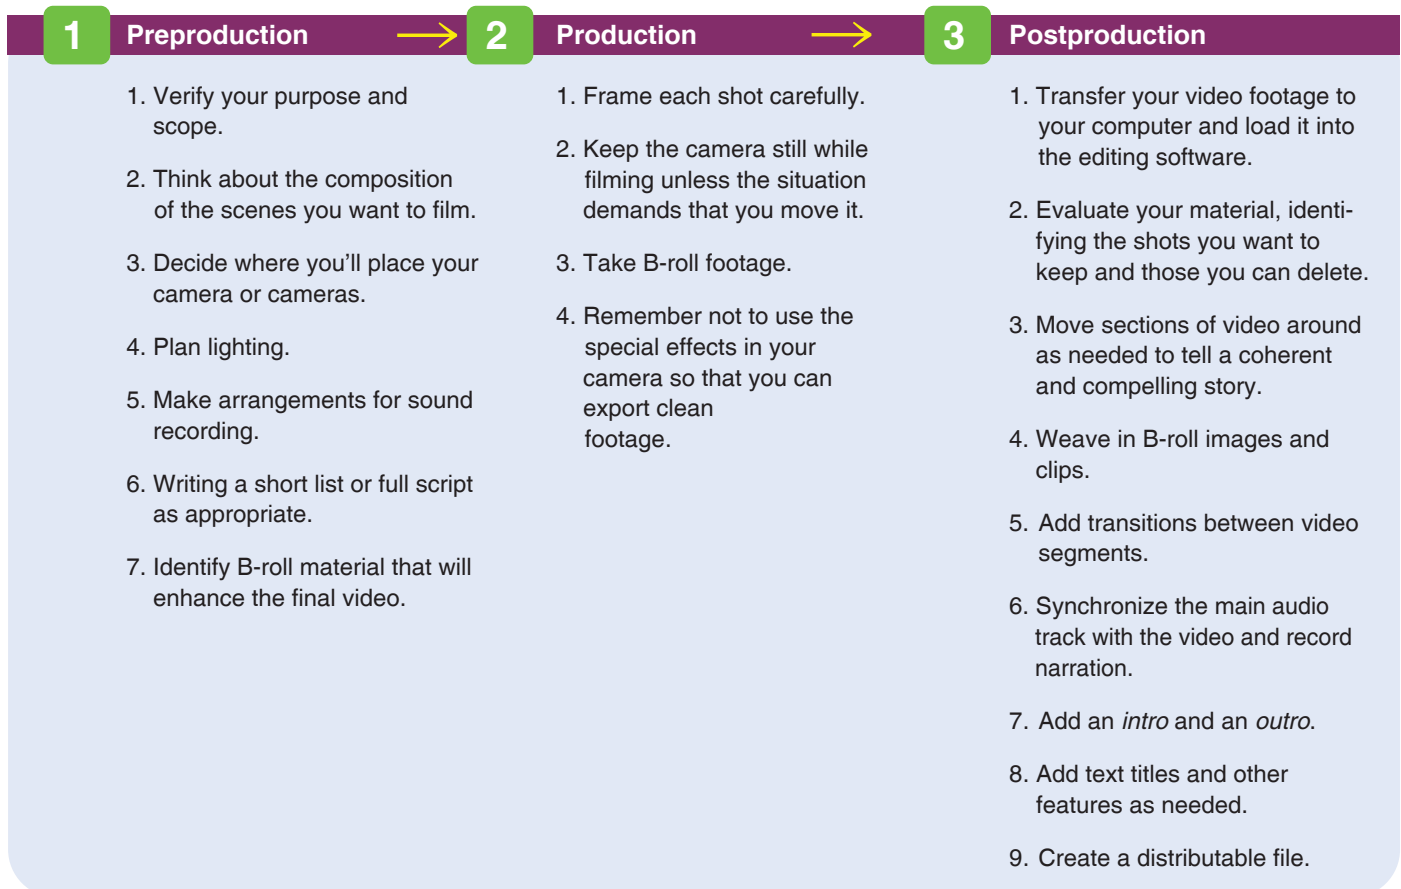 1 Preproduction → 2 Production → 3 Postproduction
1. Verify your purpose and
scope.
2. Think about the composition
of the scenes you want to film.
3. Decide where you'll place your
camera or cameras.
4. Plan lighting.
5. Make arrangements for sound
recording.
6. Writing a short list or full script
as appropriate.
7. Identify B-roll material that will
enhance the final video.
1. Frame each shot carefully.
2. Keep the camera still while
filming unless the situation
demands that you move it.
3. Take B-roll footage.
4. Remember not to use the
special effects in your
camera so that you can
export clean
footage.
1. Transfer your video footage to
your computer and load it into
the editing software.
2. Evaluate your material, identi-
fying the shots you want to
keep and those you can delete.
3. Move sections of video around
as needed to tell a coherent
and compelling story.
4. Weave in B-roll images and
clips.
5. Add transitions between video
segments.
6. Synchronize the main audio
track with the video and record
narration.
7. Add an intro and an outro.
8. Add text titles and other
features as needed.
9. Create a distributable file.